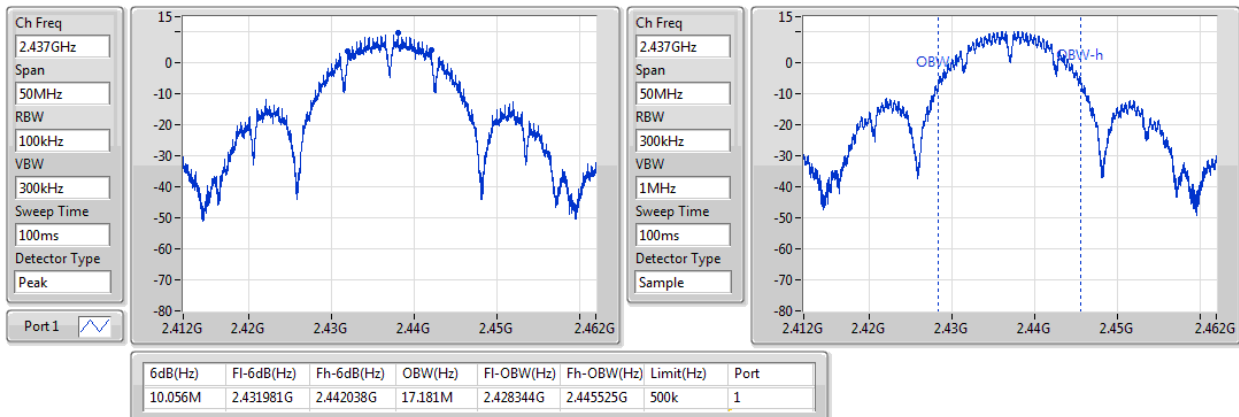 Ch Freq
2.437GHz
Span
50MHz
RBW
100kHz
VBW
300kHz
Sweep Time
100ms
Detector Type
Peak
Port 1
15
0
-10
-20
-30
-40
-50
-60
-70
-80
2.412G 2.42G 2.43G 2.44G 2.45G 2.462G
Ch Freq
2.437GHz
Span
50MHz
RBW
300kHz
VBW
1MHz
Sweep Time
100ms
Detector Type
Sample
15
0
-10
-20
-30
-40
-50
-60
-70
-80
OBW-h
2.412G 2.42G 2.43G 2.44G 2.45G 2.462G
6dB(Hz) Fl-6dB(Hz) Fh-6dB(Hz) OBW(Hz) Fl-OBW(Hz) Fh-OBW(Hz) Limit(Hz) Port
10.056M 2.431981G 2.442038G 17.181M 2.428344G 2.445525G 500k 1